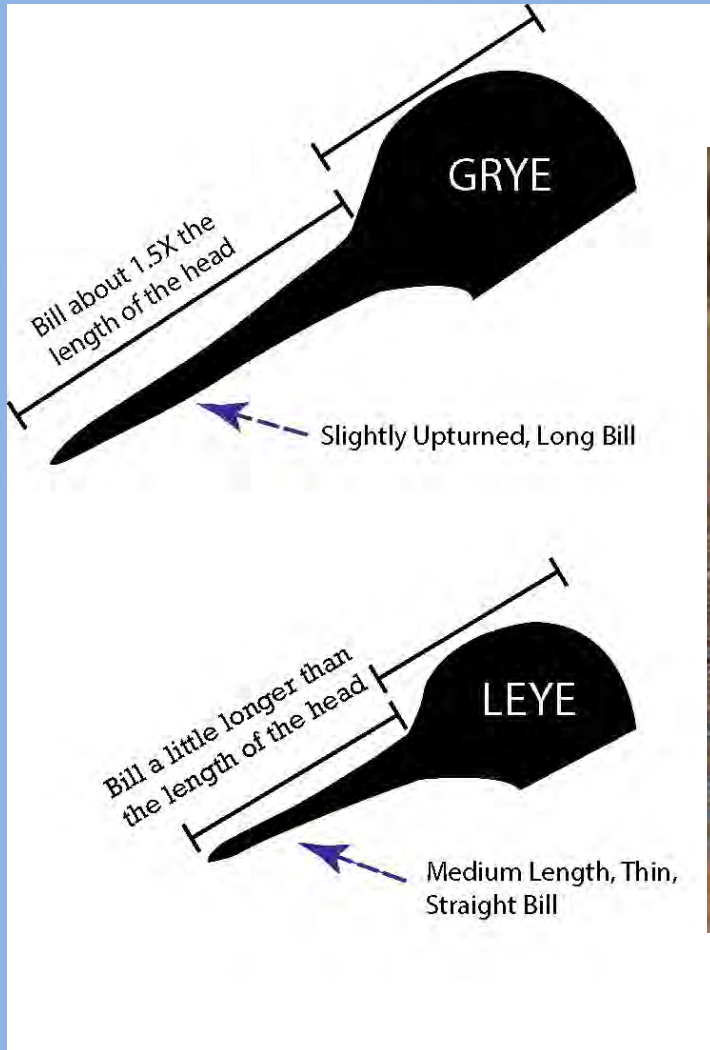 GRYE
Bill about 1.5X the
length of the head
Slightly Upturned, Long Bill
LEYE
Bill a little longer than
the length of the head
Medium Length, Thin,
Straight Bill